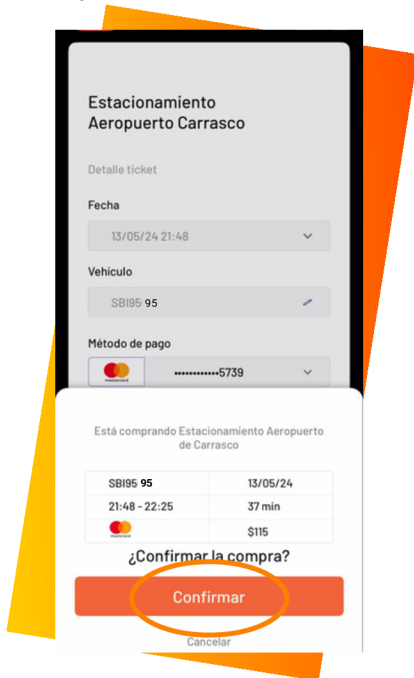 Estacionamiento
Aeropuerto Carrasco
Detalle ticket
Fecha
13/05/24 21:48
Vehículo
SBI95 95
Método de pago
mastercard ••••••••••••5739
Está comprando Estacionamiento Aeropuerto
de Carrasco
SBI95 95 13/05/24
21:48 - 22:25 37 min
mastercard $115
¿Confirmar la compra?
Confirmar
Cancelar